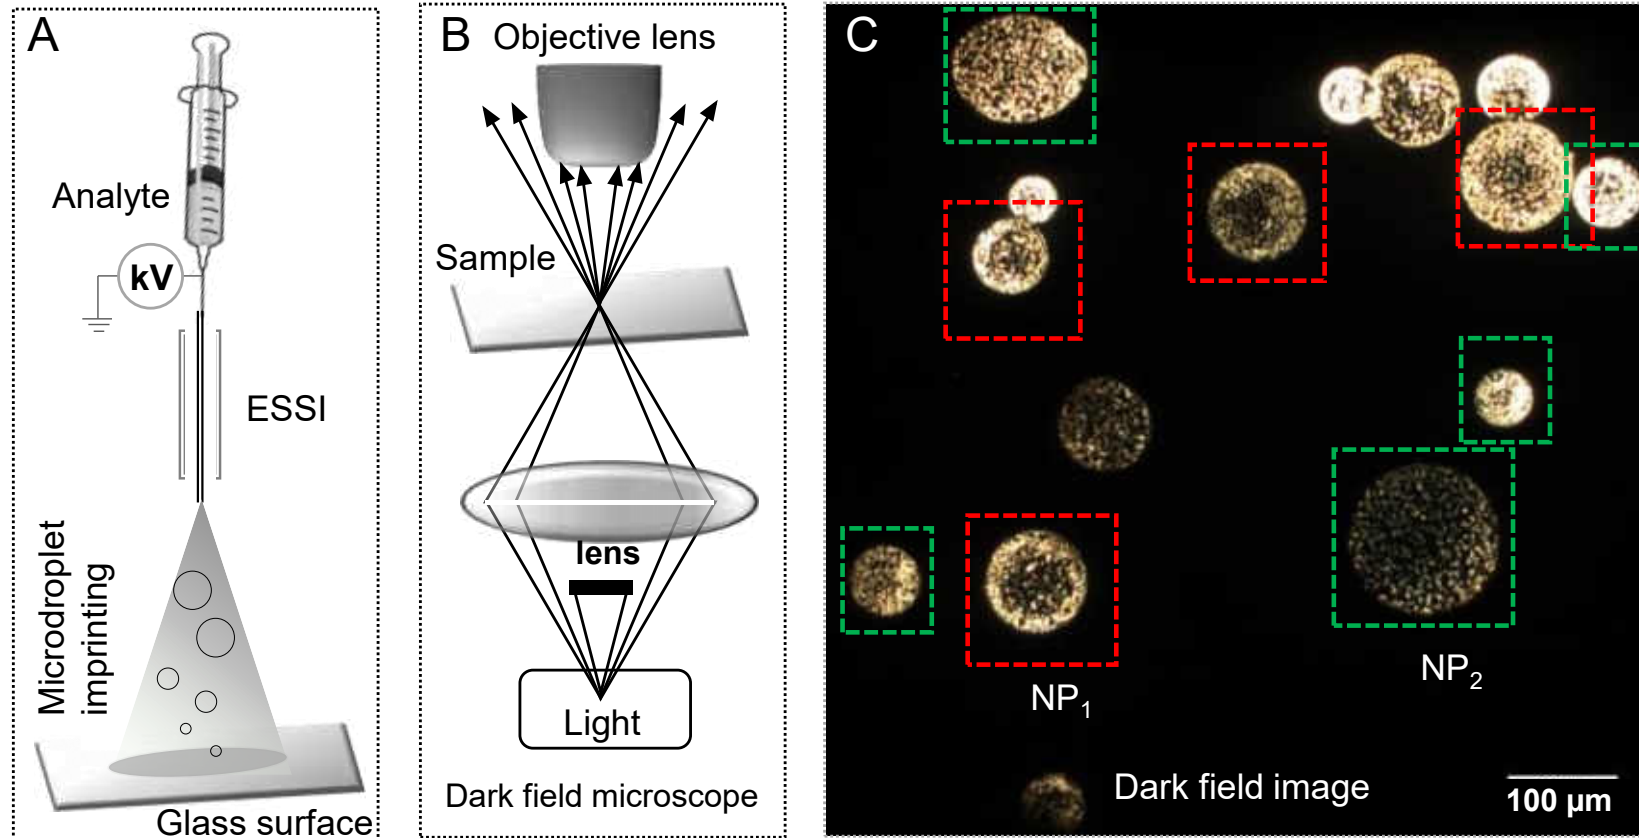 A
Analyte
kV
ESSI
Microdroplet
imprinting
Glass surface
B
Objective lens
Sample
lens
Light
Dark field microscope
C
NP₁
NP₂
Dark field image
100 µm